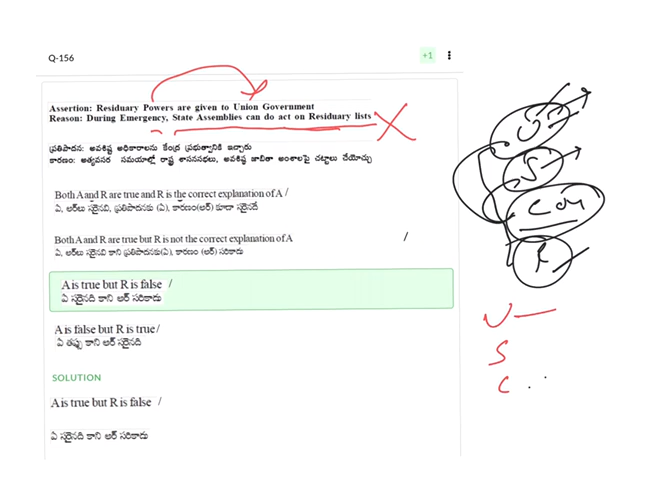 Q-156
+1
Assertion: Residuary Powers are given to Union Government
Reason: During Emergency, State Assemblies can do act on Residuary lists
ప్రతిపాదన: అవశిష్ట అధికారాలను కేంద్ర ప్రభుత్వానికి ఇచ్చారు
కారణం: అత్యవసర సమయాల్లో రాష్ట్ర శాసనసభలు, అవశిష్ట జాబితా అంశాలపై చట్టాలు చేయోచ్చు
Both A and R are true and R is the correct explanation of A /
ఏ, ఆర్‌లు సరైనవి, ప్రతిపాదనకు (ఏ), కారణం(ఆర్) కూడా సరైనదే
Both A and R are true but R is not the correct explanation of A /
ఏ, ఆర్‌లు సరైనవి కాని ప్రతిపాదనకు(ఏ), కారణం (ఆర్) సరికాదు
A is true but R is false /
ఏ సరైనది కాని ఆర్ సరికాదు
A is false but R is true/
ఏ తప్పు కాని ఆర్ సరైనది
SOLUTION
A is true but R is false /
ఏ సరైనది కాని ఆర్ సరికాదు
U
S
R
U
S
C